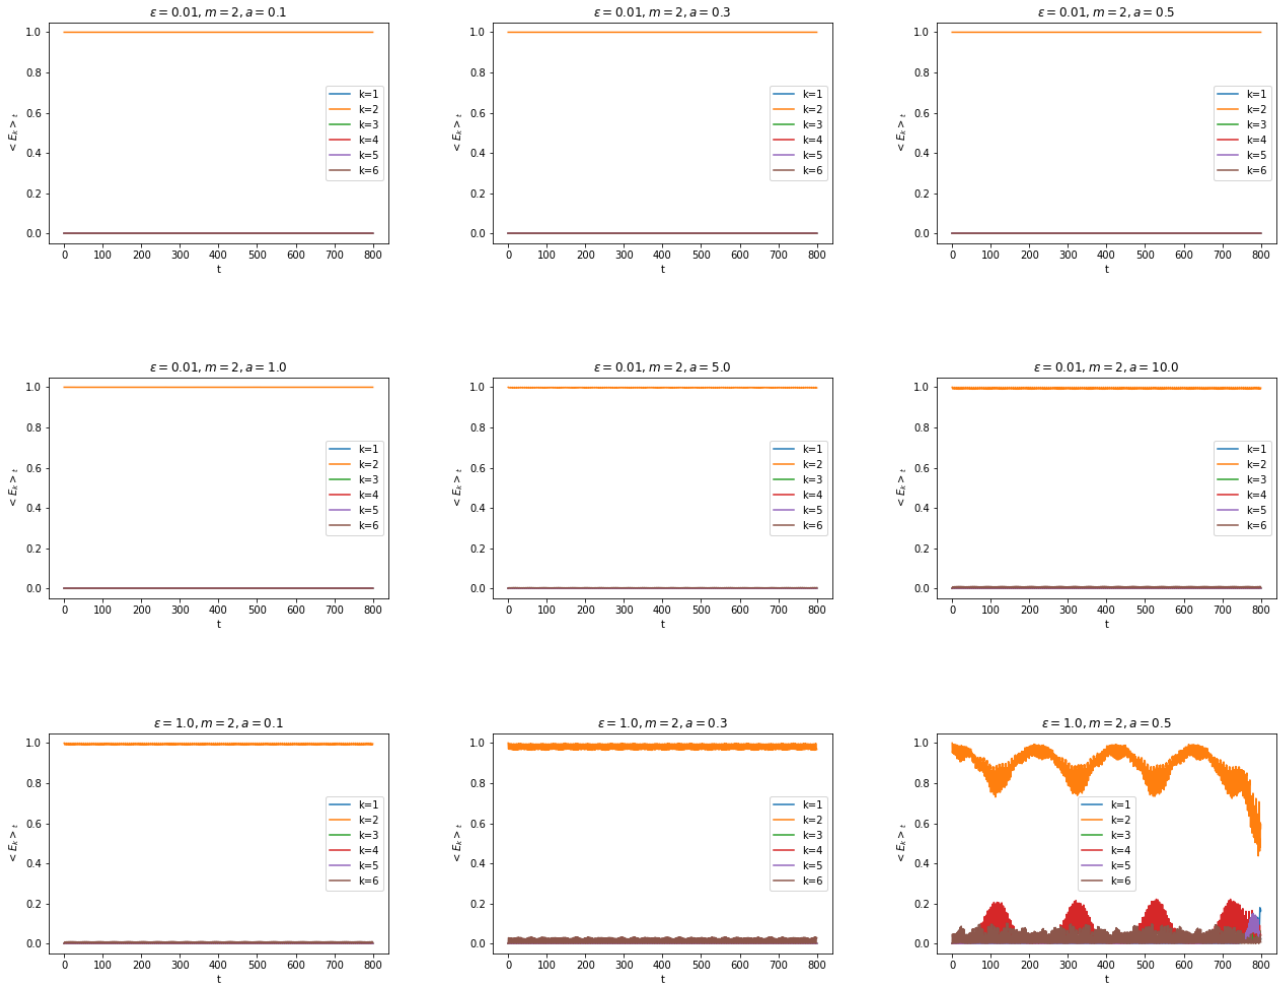 ε = 0.01, m = 2, a = 0.1
1.0
0.8
0.6
0.4
0.2
0.0
< E_k >_t
k=1
k=2
k=3
k=4
k=5
k=6
0 100 200 300 400 500 600 700 800
t
ε = 0.01, m = 2, a = 0.3
1.0
0.8
0.6
0.4
0.2
0.0
< E_k >_t
k=1
k=2
k=3
k=4
k=5
k=6
0 100 200 300 400 500 600 700 800
t
ε = 0.01, m = 2, a = 0.5
1.0
0.8
0.6
0.4
0.2
0.0
< E_k >_t
k=1
k=2
k=3
k=4
k=5
k=6
0 100 200 300 400 500 600 700 800
t
ε = 0.01, m = 2, a = 1.0
1.0
0.8
0.6
0.4
0.2
0.0
< E_k >_t
k=1
k=2
k=3
k=4
k=5
k=6
0 100 200 300 400 500 600 700 800
t
ε = 0.01, m = 2, a = 5.0
1.0
0.8
0.6
0.4
0.2
0.0
< E_k >_t
k=1
k=2
k=3
k=4
k=5
k=6
0 100 200 300 400 500 600 700 800
t
ε = 0.01, m = 2, a = 10.0
1.0
0.8
0.6
0.4
0.2
0.0
< E_k >_t
k=1
k=2
k=3
k=4
k=5
k=6
0 100 200 300 400 500 600 700 800
t
ε = 1.0, m = 2, a = 0.1
1.0
0.8
0.6
0.4
0.2
0.0
< E_k >_t
k=1
k=2
k=3
k=4
k=5
k=6
0 100 200 300 400 500 600 700 800
t
ε = 1.0, m = 2, a = 0.3
1.0
0.8
0.6
0.4
0.2
0.0
< E_k >_t
k=1
k=2
k=3
k=4
k=5
k=6
0 100 200 300 400 500 600 700 800
t
ε = 1.0, m = 2, a = 0.5
1.0
0.8
0.6
0.4
0.2
0.0
< E_k >_t
k=1
k=2
k=3
k=4
k=5
k=6
0 100 200 300 400 500 600 700 800
t